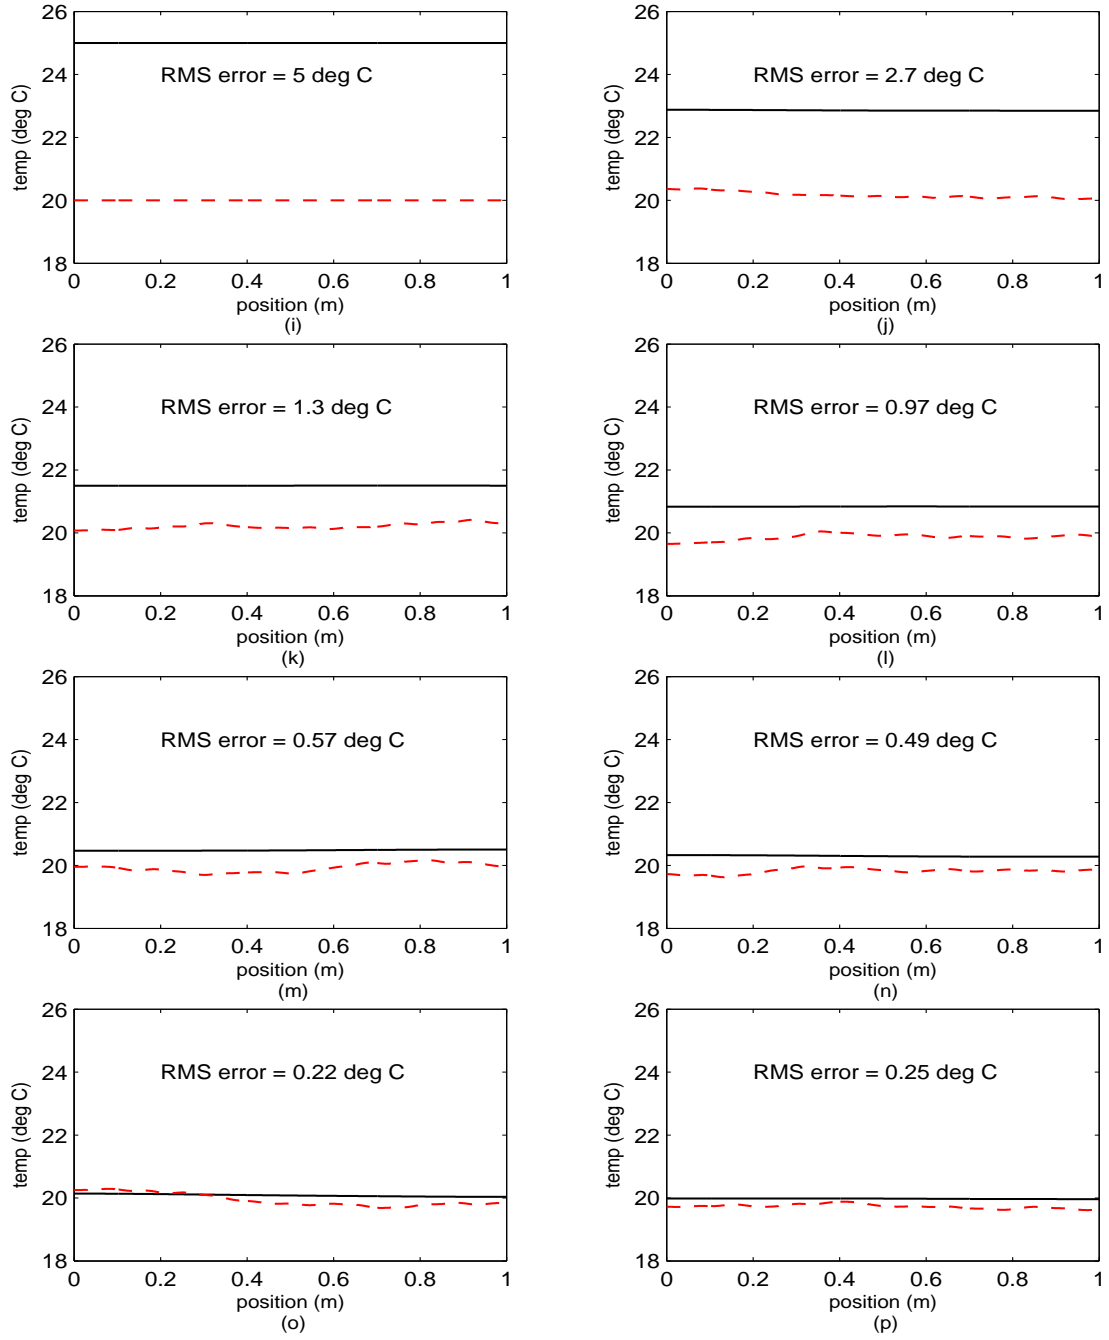 26
24
22
20
18
temp (deg C)
RMS error = 5 deg C
0 0.2 0.4 0.6 0.8 1
position (m)
(i)
26
24
22
20
18
temp (deg C)
RMS error = 2.7 deg C
0 0.2 0.4 0.6 0.8 1
position (m)
(j)
26
24
22
20
18
temp (deg C)
RMS error = 1.3 deg C
0 0.2 0.4 0.6 0.8 1
position (m)
(k)
26
24
22
20
18
temp (deg C)
RMS error = 0.97 deg C
0 0.2 0.4 0.6 0.8 1
position (m)
(l)
26
24
22
20
18
temp (deg C)
RMS error = 0.57 deg C
0 0.2 0.4 0.6 0.8 1
position (m)
(m)
26
24
22
20
18
temp (deg C)
RMS error = 0.49 deg C
0 0.2 0.4 0.6 0.8 1
position (m)
(n)
26
24
22
20
18
temp (deg C)
RMS error = 0.22 deg C
0 0.2 0.4 0.6 0.8 1
position (m)
(o)
26
24
22
20
18
temp (deg C)
RMS error = 0.25 deg C
0 0.2 0.4 0.6 0.8 1
position (m)
(p)